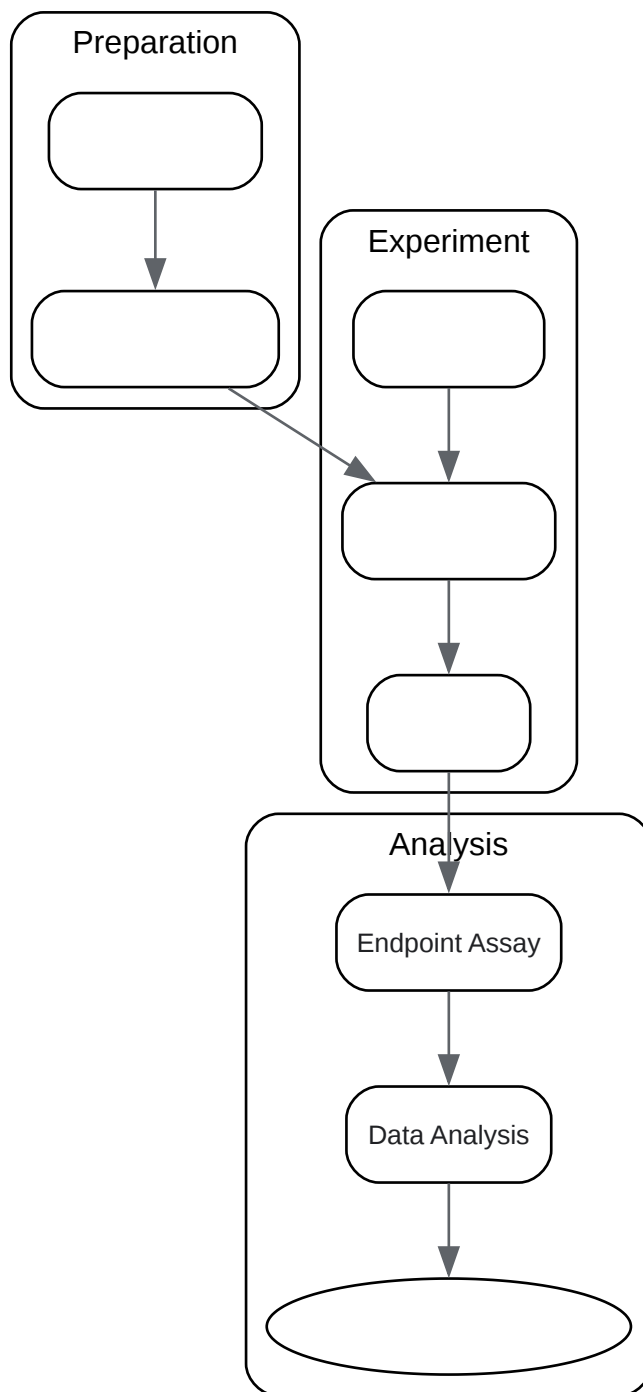 Preparation
Experiment
Analysis
Endpoint Assay
Data Analysis